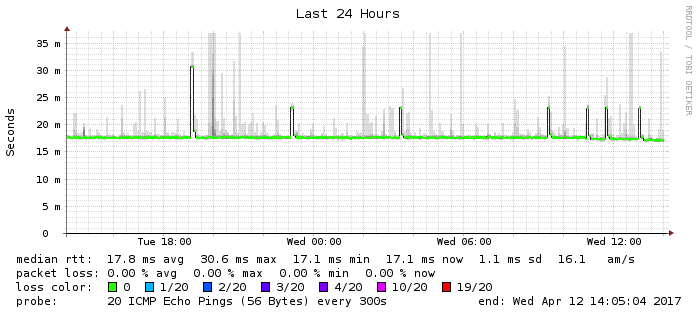 Last 24 Hours
RRDTOOL / TOBI OETIKER
Seconds
35 m
30 m
25 m
20 m
15 m
10 m
5 m
0
Tue 18:00 Wed 00:00 Wed 06:00 Wed 12:00
median rtt: 17.8 ms avg 30.6 ms max 17.1 ms min 17.1 ms now 1.1 ms sd 16.1 am/s
packet loss: 0.00 % avg 0.00 % max 0.00 % min 0.00 % now
loss color: 0 1/20 2/20 3/20 4/20 10/20 19/20
probe: 20 ICMP Echo Pings (56 Bytes) every 300s end: Wed Apr 12 14:05:04 2017